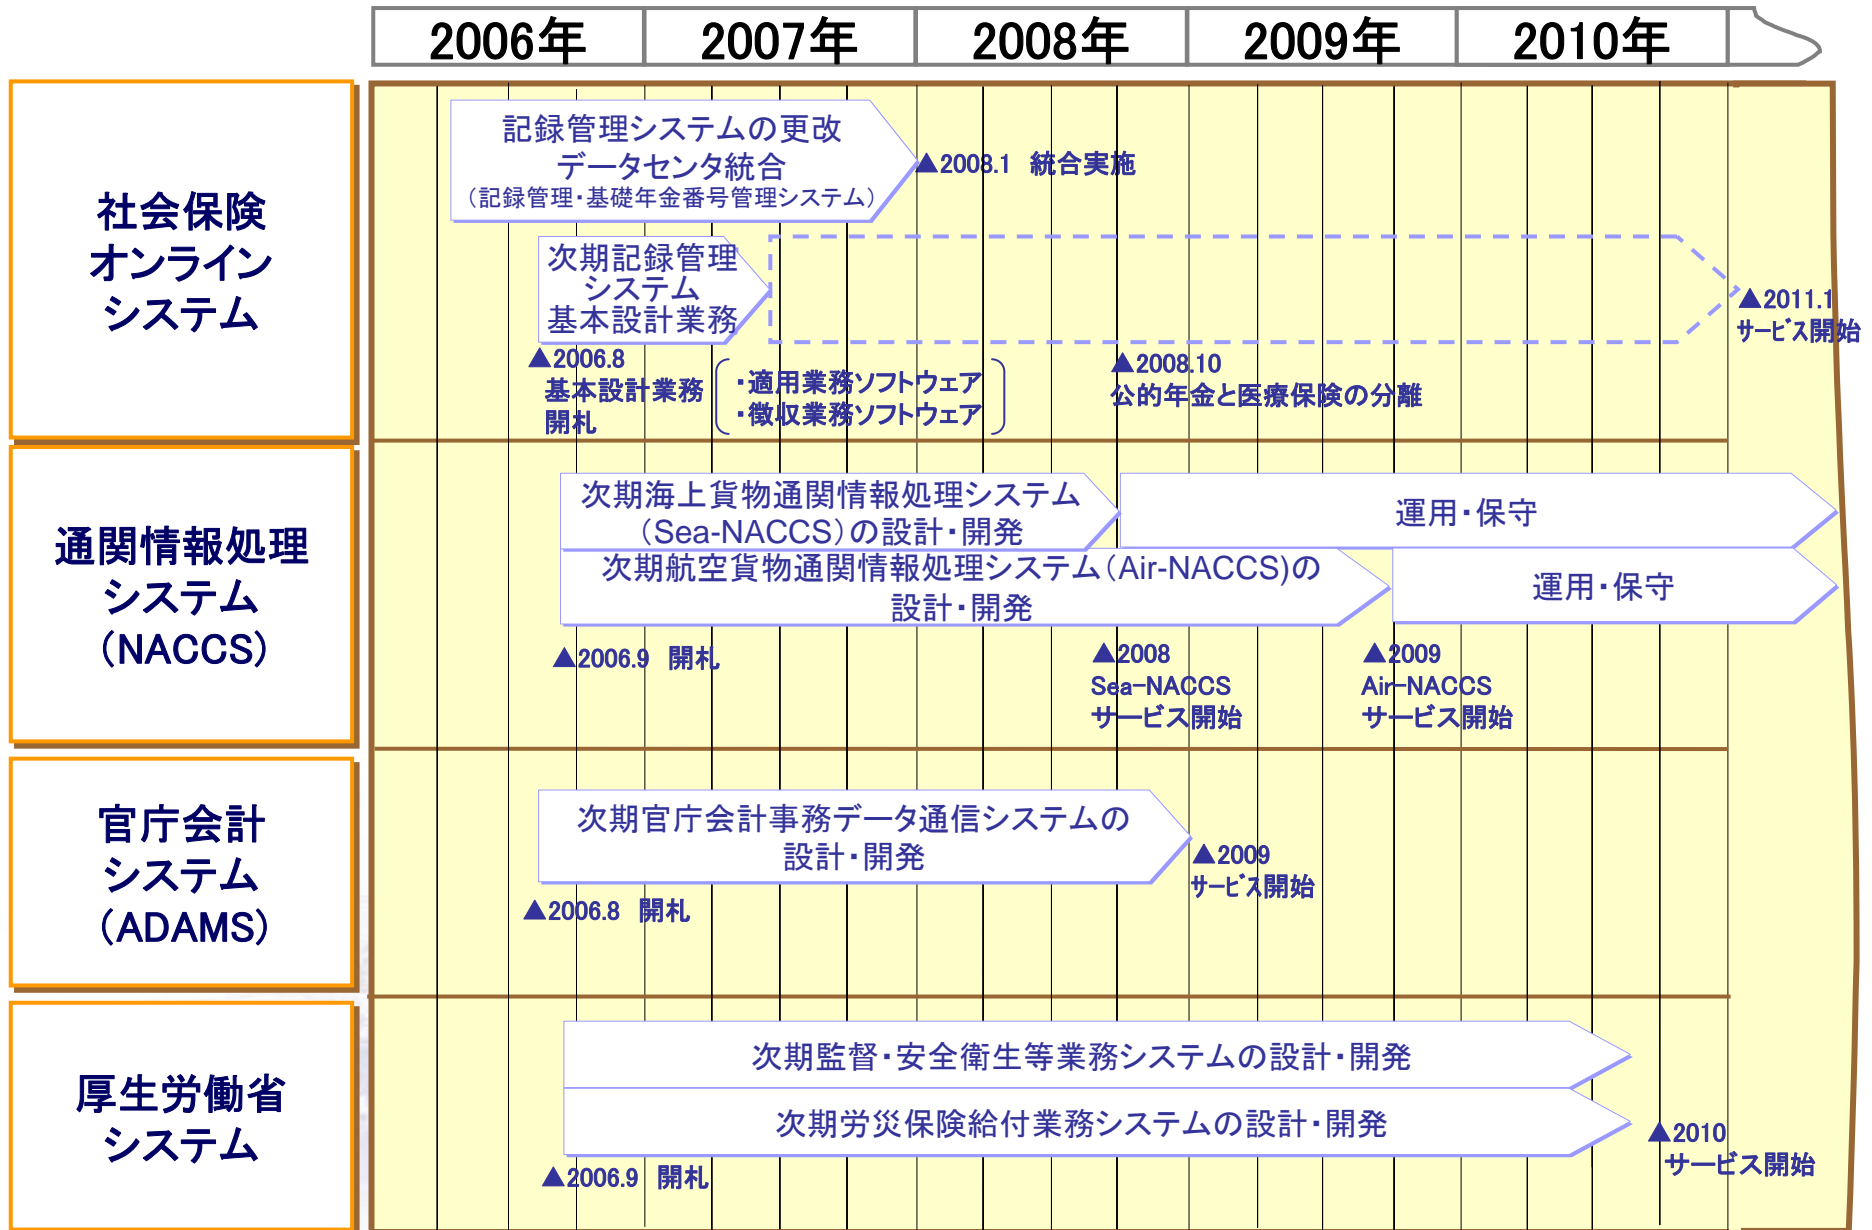 2006年 2007年 2008年 2009年 2010年
社会保険
オンライン
システム
記録管理システムの更改
データセンタ統合
（記録管理・基礎年金番号管理システム）
▲2008.1 統合実施
次期記録管理
システム
基本設計業務
▲2011.1
サービス開始
▲2006.8
基本設計業務
開札
・適用業務ソフトウェア
・徴収業務ソフトウェア
▲2008.10
公的年金と医療保険の分離
通関情報処理
システム
（NACCS）
次期海上貨物通関情報処理システム
（Sea-NACCS）の設計・開発
運用・保守
次期航空貨物通関情報処理システム（Air-NACCS)の
設計・開発
運用・保守
▲2006.9 開札
▲2008
Sea-NACCS
サービス開始
▲2009
Air-NACCS
サービス開始
官庁会計
システム
（ADAMS）
次期官庁会計事務データ通信システムの
設計・開発
▲2009
サービス開始
▲2006.8 開札
厚生労働省
システム
次期監督・安全衛生等業務システムの設計・開発
次期労災保険給付業務システムの設計・開発
▲2010
サービス開始
▲2006.9 開札